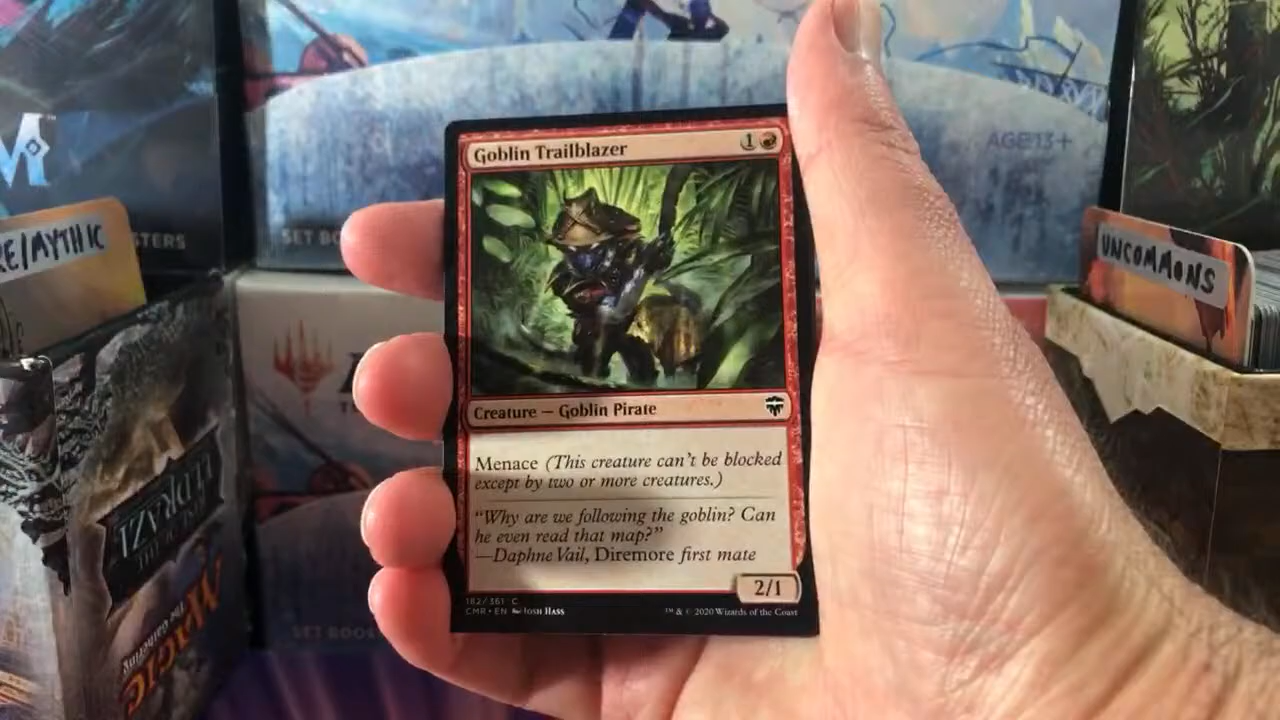 Goblin Trailblazer 1
Creature — Goblin Pirate
Menace (This creature can't be blocked
except by two or more creatures.)
"Why are we following the goblin? Can
he even read that map?"
—Daphne Vail, Diremore first mate
2/1
182/361 C
CMR • EN Josh Hass
™ & © 2020 Wizards of the Coast
AGE 13+
RE/MYTHIC
STERS
UNCOMMONS
SET BO
SET BOOS
ELDRAZI
MAGIC
The Gathering